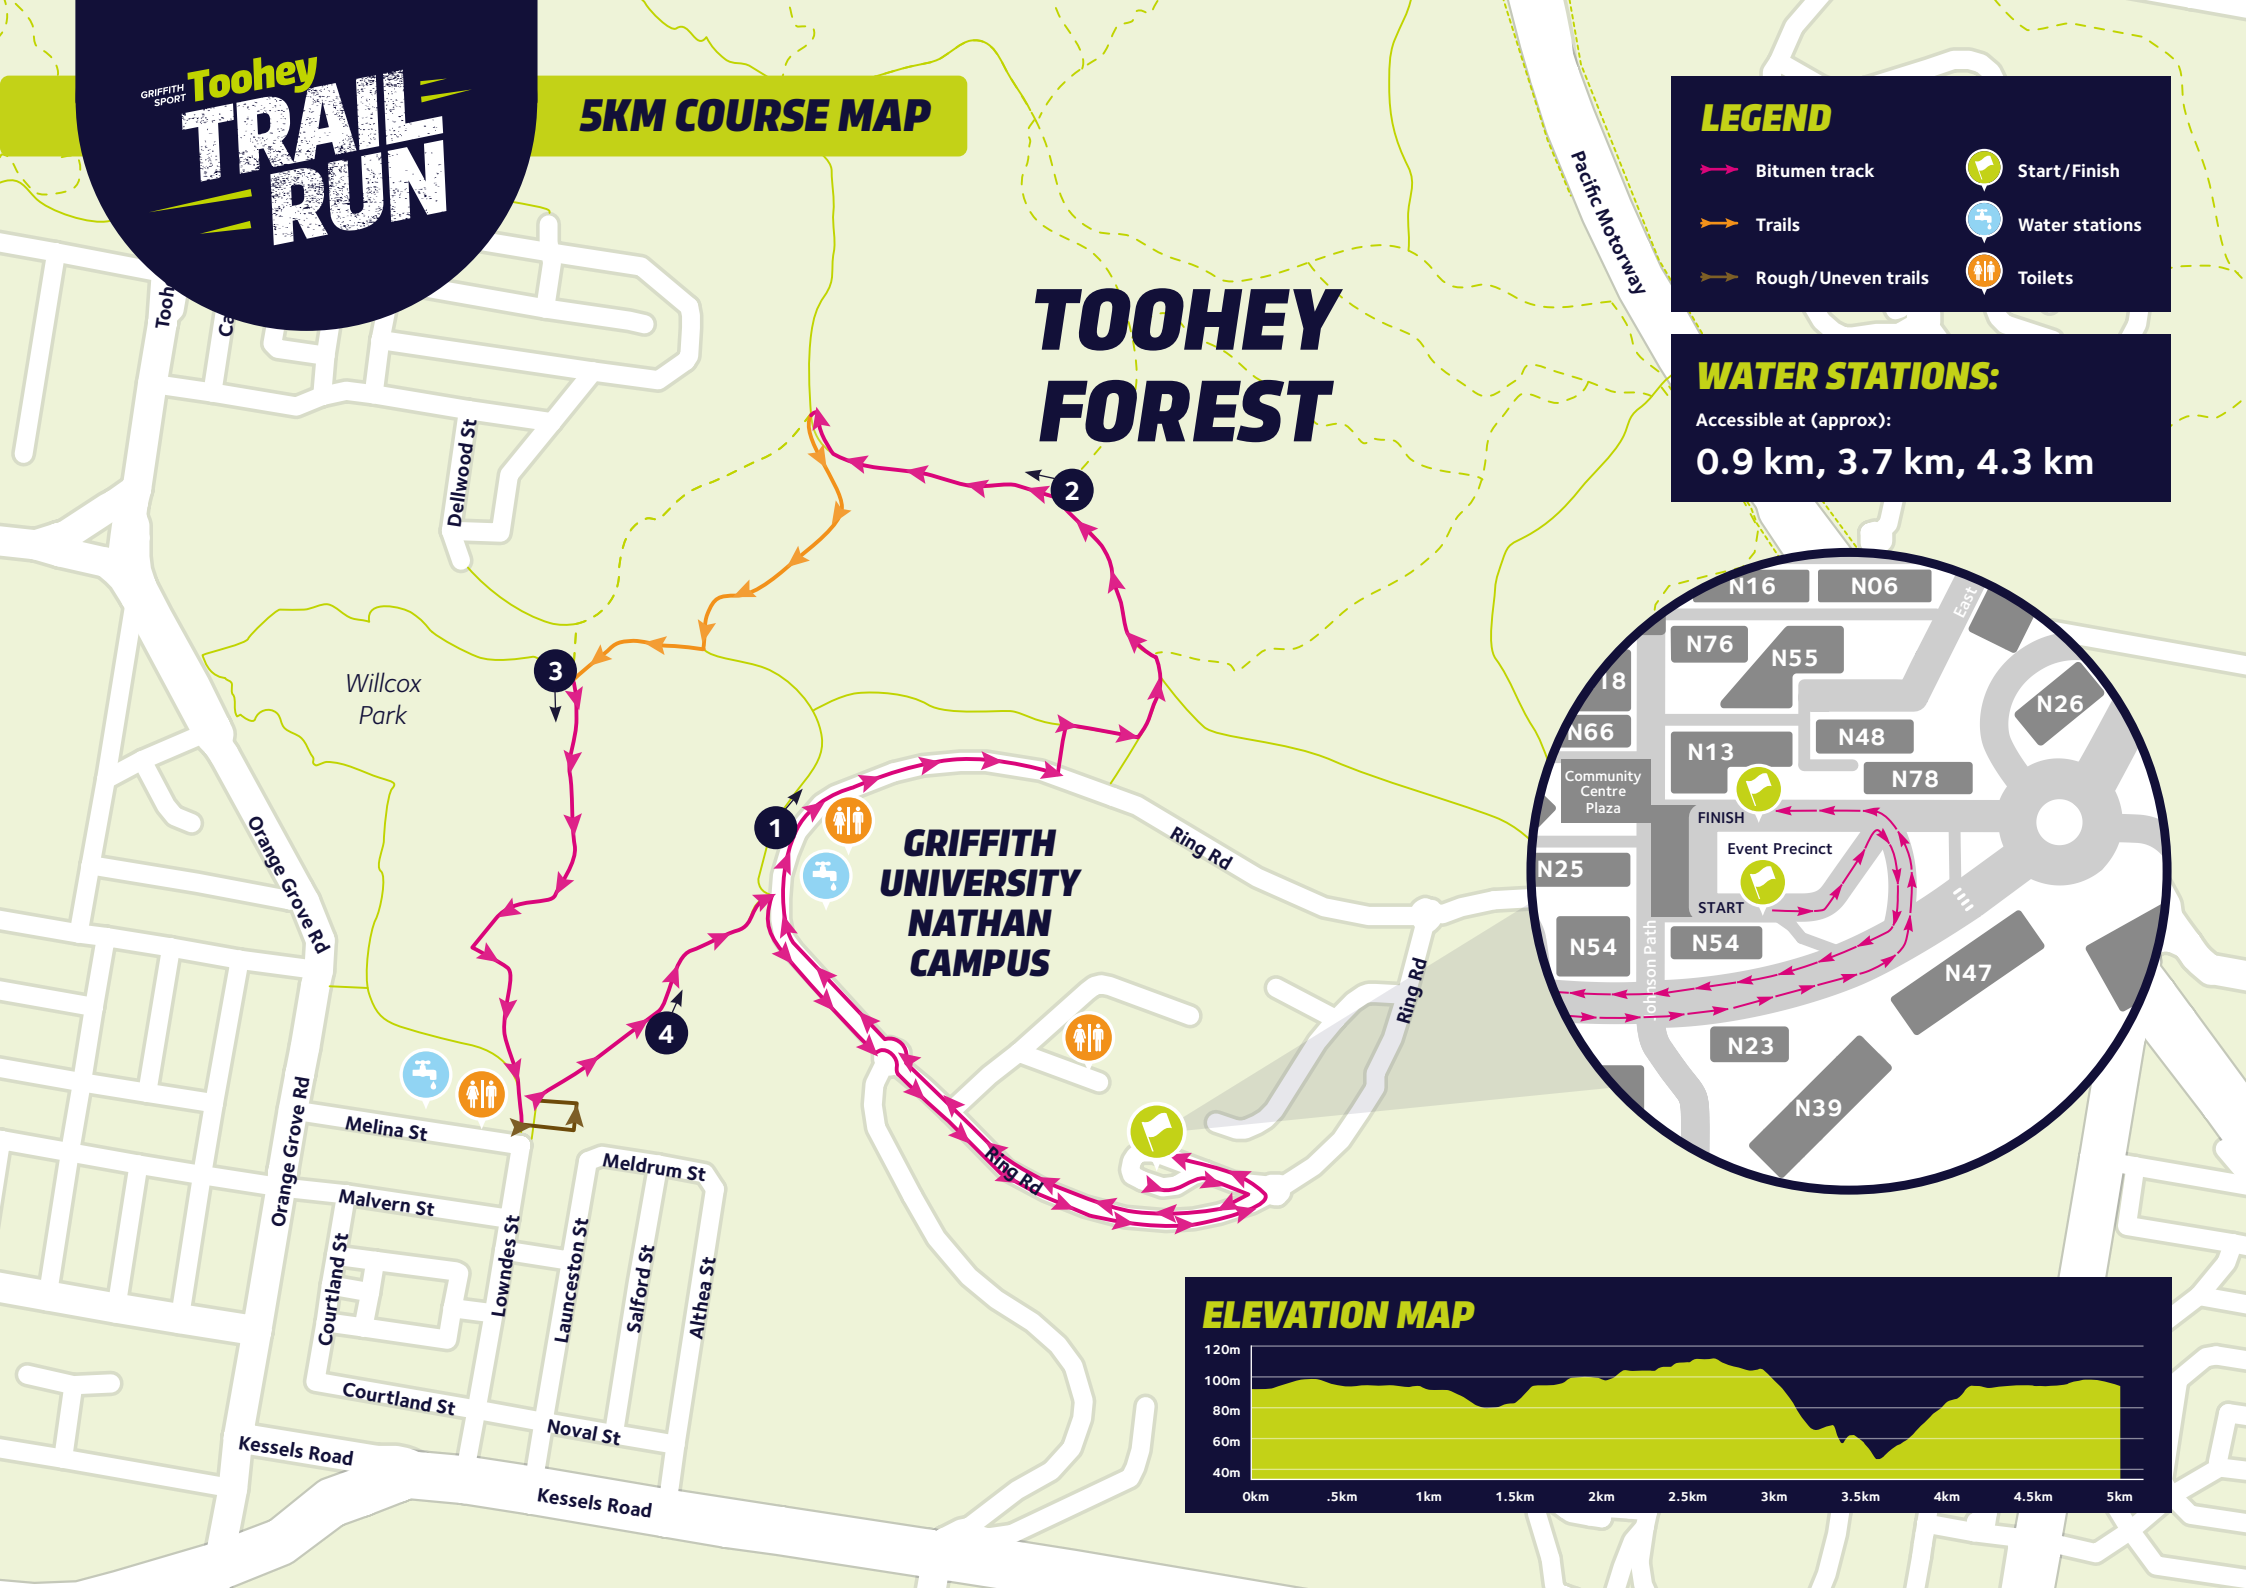 GRIFFITH
SPORT
Toohey
TRAIL
RUN
5KM COURSE MAP
LEGEND
Bitumen track
Start/Finish
Trails
Water stations
Rough/Uneven trails
Toilets
WATER STATIONS:
Accessible at (approx):
0.9 km, 3.7 km, 4.3 km
Pacific Motorway
TOOHEY
FOREST
Dellwood St
2
3
Willcox
Park
1
GRIFFITH
UNIVERSITY
NATHAN
CAMPUS
Ring Rd
Ring Rd
Ring Rd
Orange Grove Rd
Orange Grove Rd
4
Melina St
Meldrum St
Malvern St
Courtland St
Lowndes St
Launceston St
Salford St
Althea St
Courtland St
Noval St
Kessels Road
Kessels Road
N16
N06
East
N76
N55
18
N66
N26
N13
N48
N78
Community
Centre
Plaza
FINISH
Event Precinct
START
N25
N54
N54
Johnson Path
N47
N23
N39
ELEVATION MAP
120m
100m
80m
60m
40m
0km
.5km
1km
1.5km
2km
2.5km
3km
3.5km
4km
4.5km
5km